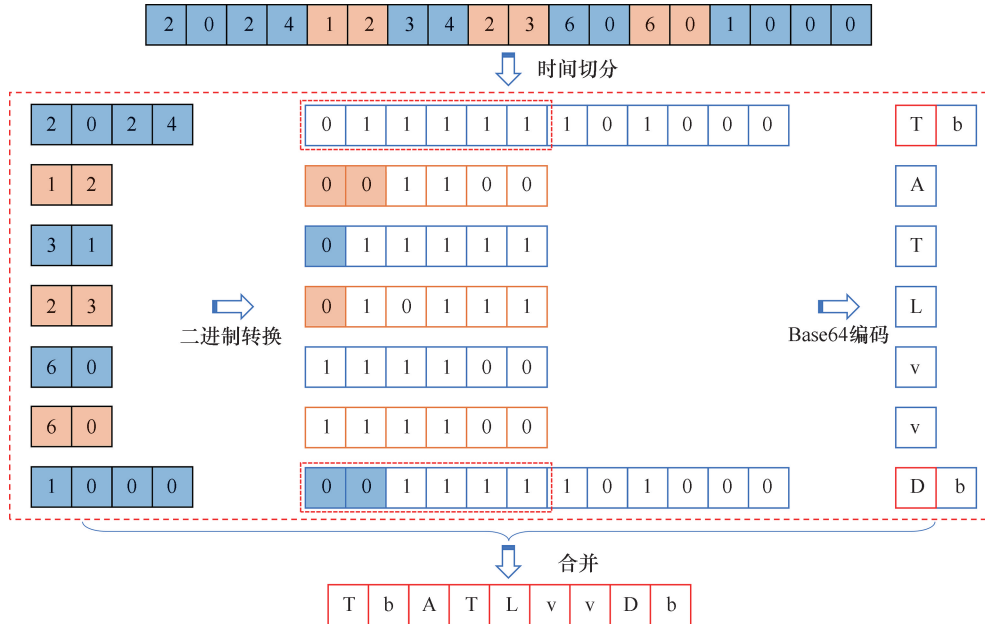 2 0 2 4 1 2 3 4 2 3 6 0 6 0 1 0 0 0
时间切分
2 0 2 4 0 1 1 1 1 1 1 0 1 0 0 0 T b
1 2 0 0 1 1 0 0 A
3 1 0 1 1 1 1 1 T
2 3 0 1 0 1 1 1 L
二进制转换 Base64编码
6 0 1 1 1 1 0 0 v
6 0 1 1 1 1 0 0 v
1 0 0 0 0 0 1 1 1 1 1 0 1 0 0 0 D b
合并
T b A T L v v D b